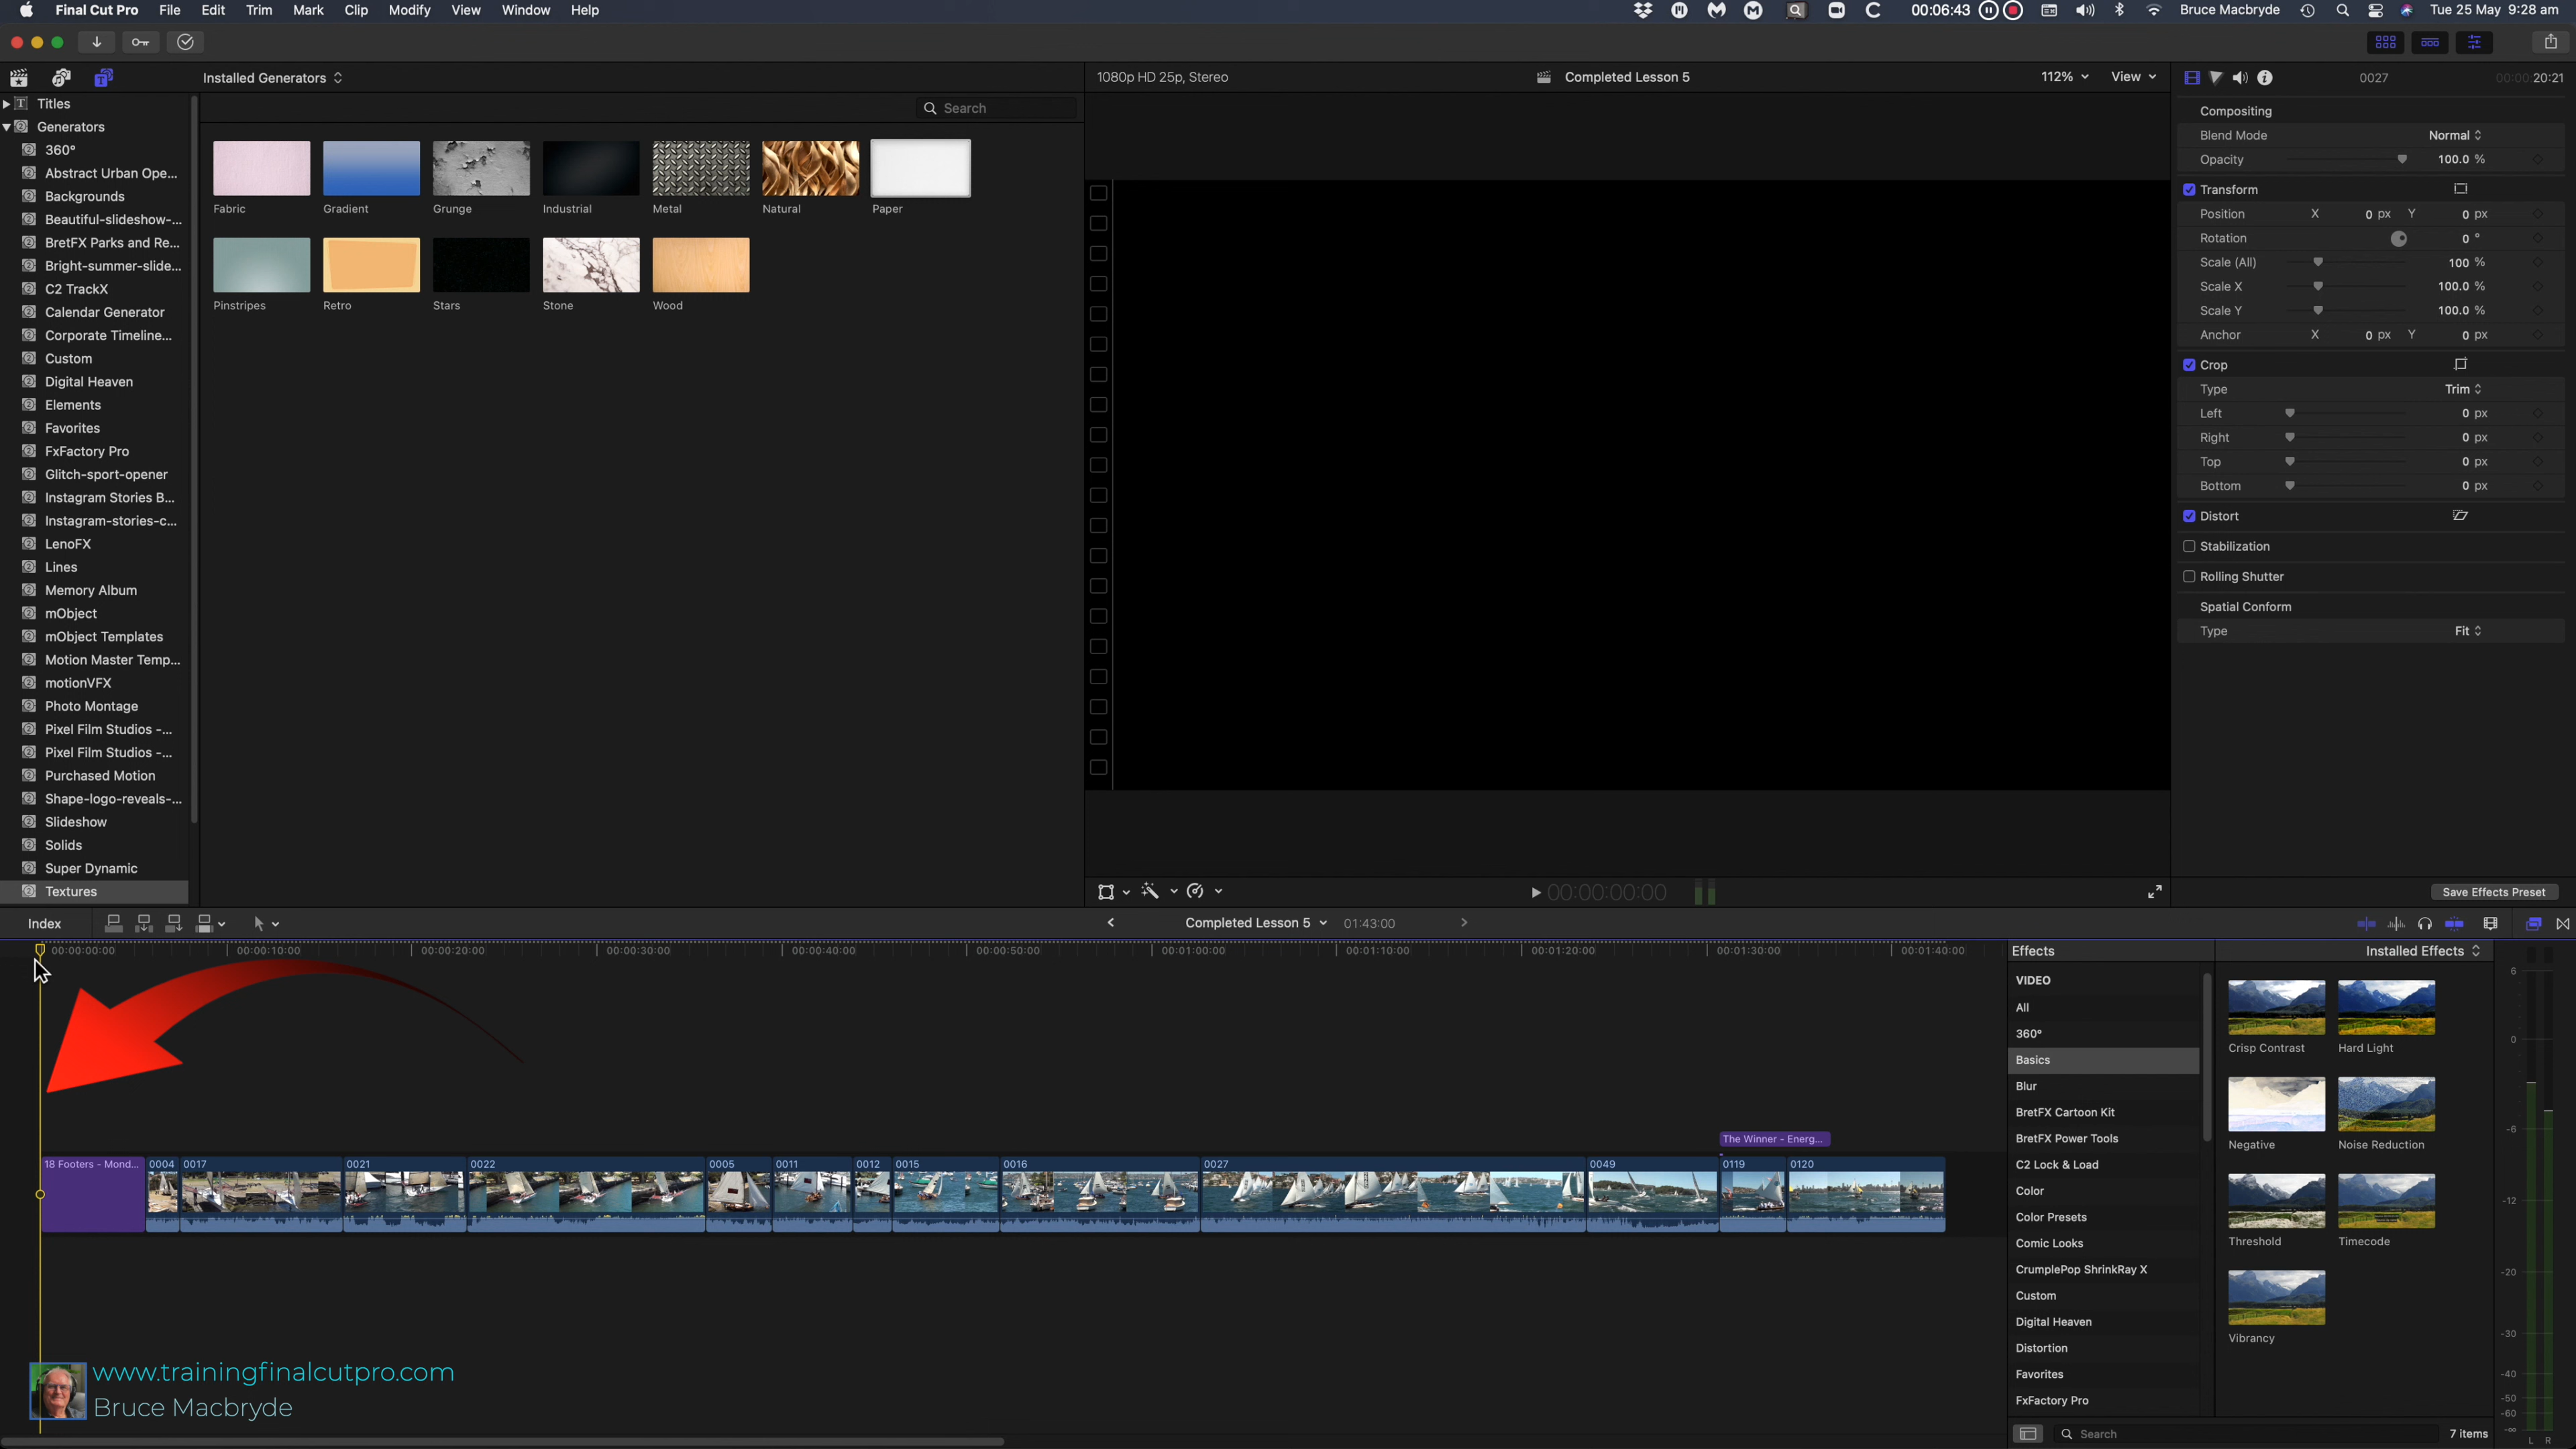 Final Cut Pro File Edit Trim Mark Clip Modify View Window Help 00:06:43 Bruce Macbryde Tue 25 May 9:28 am
Installed Generators
1080p HD 25p, Stereo Completed Lesson 5 112% View
0027 00:00:20:21
Titles
Generators
360°
Abstract Urban Ope...
Backgrounds
Beautiful-slideshow-...
BretFX Parks and Re...
Bright-summer-slide...
C2 TrackX
Calendar Generator
Corporate Timeline...
Custom
Digital Heaven
Elements
Favorites
FxFactory Pro
Glitch-sport-opener
Instagram Stories B...
Instagram-stories-c...
LenoFX
Lines
Memory Album
mObject
mObject Templates
Motion Master Temp...
motionVFX
Photo Montage
Pixel Film Studios -...
Pixel Film Studios -...
Purchased Motion
Shape-logo-reveals-...
Slideshow
Solids
Super Dynamic
Textures
Search
Fabric Gradient Grunge Industrial Metal Natural Paper
Pinstripes Retro Stars Stone Wood
Compositing
Blend Mode Normal
Opacity 100.0 %
Transform
Position X 0 px Y 0 px
Rotation 0 °
Scale (All) 100 %
Scale X 100.0 %
Scale Y 100.0 %
Anchor X 0 px Y 0 px
Crop
Type Trim
Left 0 px
Right 0 px
Top 0 px
Bottom 0 px
Distort
Stabilization
Rolling Shutter
Spatial Conform
Type Fit
00:00:00:00
Save Effects Preset
Index Completed Lesson 5 01:43:00
00:00:00:00 00:00:10:00 00:00:20:00 00:00:30:00 00:00:40:00 00:00:50:00 00:01:00:00 00:01:10:00 00:01:20:00 00:01:30:00 00:01:40:00
The Winner - Energ...
18 Footers - Mond... 0004 0017 0021 0022 0005 0011 0012 0015 0016 0027 0049 0119 0120
www.trainingfinalcutpro.com
Bruce Macbryde
Effects Installed Effects
VIDEO
All
360°
Basics
Blur
BretFX Cartoon Kit
BretFX Power Tools
C2 Lock & Load
Color
Color Presets
Comic Looks
CrumplePop ShrinkRay X
Custom
Digital Heaven
Distortion
Favorites
FxFactory Pro
Crisp Contrast Hard Light
Negative Noise Reduction
Threshold Timecode
Vibrancy
Search 7 items
6
0
-6
-12
-20
-30
-40
-50
-60
-∞
L R